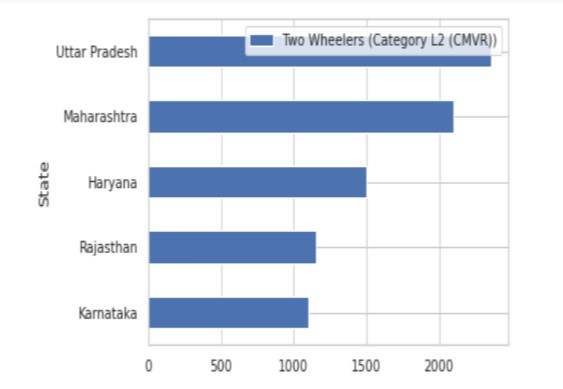 Two Wheelers (Category L2 (CMVR))
Uttar Pradesh
Maharashtra
Haryana
Rajasthan
Karnataka
State
0 500 1000 1500 2000